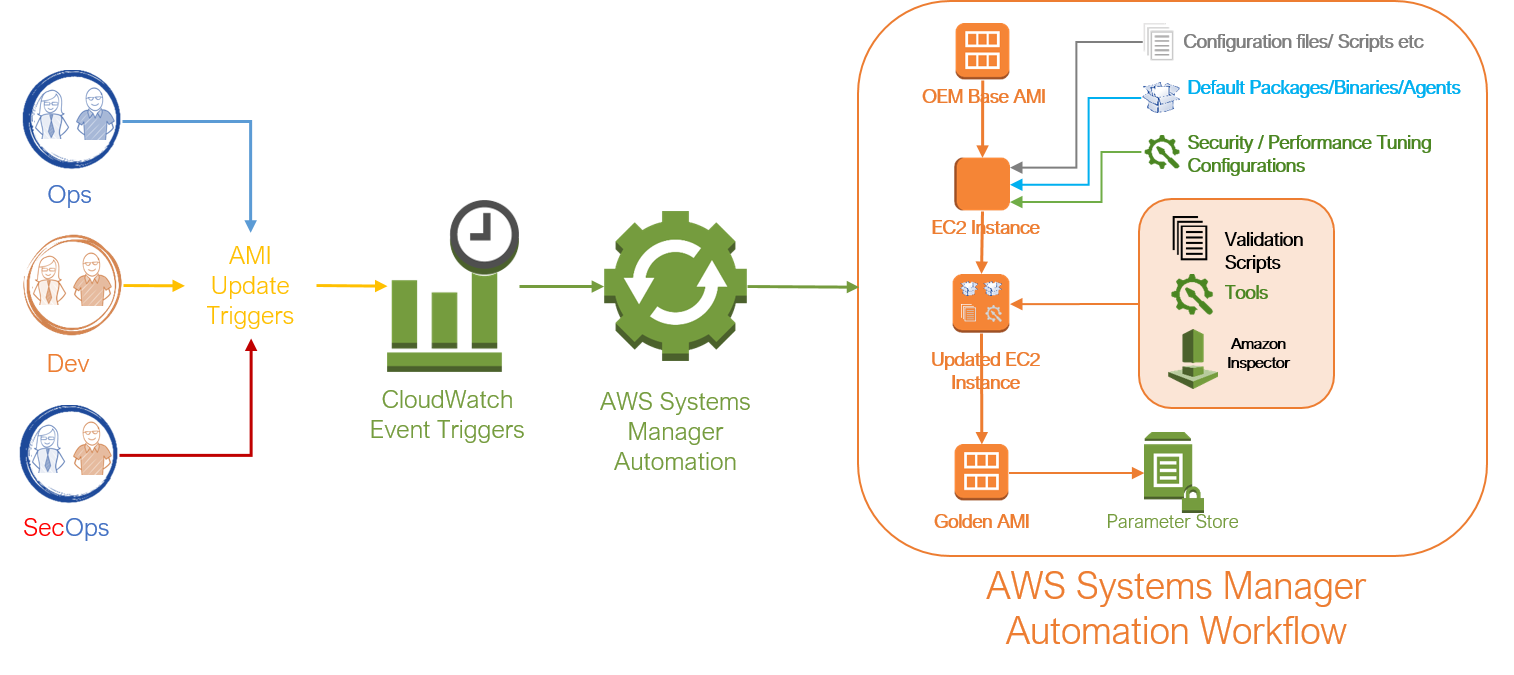 Ops
Dev
SecOps
AMI
Update
Triggers
CloudWatch
Event Triggers
AWS Systems
Manager
Automation
OEM Base AMI
Configuration files/ Scripts etc
Default Packages/Binaries/Agents
Security / Performance Tuning
Configurations
EC2 Instance
Validation
Scripts
Tools
Amazon
Inspector
Updated EC2
Instance
Golden AMI
Parameter Store
AWS Systems Manager
Automation Workflow